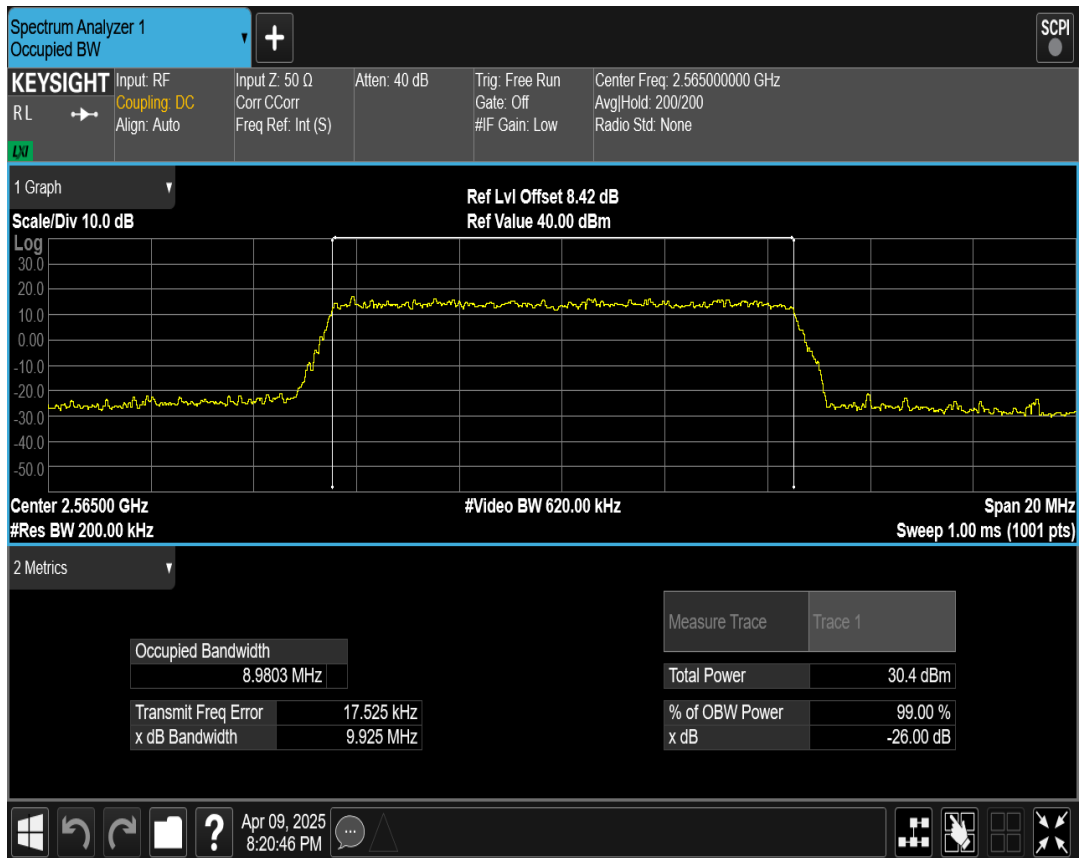 Spectrum Analyzer 1
Occupied BW
+
SCPI
KEYSIGHT
RL
LXI
Input: RF
Coupling: DC
Align: Auto
Input Z: 50 Ω
Corr CCorr
Freq Ref: Int (S)
Atten: 40 dB
Trig: Free Run
Gate: Off
#IF Gain: Low
Center Freq: 2.565000000 GHz
Avg|Hold: 200/200
Radio Std: None
1 Graph
Scale/Div 10.0 dB
Ref Lvl Offset 8.42 dB
Ref Value 40.00 dBm
Log
30.0
20.0
10.0
0.00
-10.0
-20.0
-30.0
-40.0
-50.0
Center 2.56500 GHz
#Res BW 200.00 kHz
#Video BW 620.00 kHz
Span 20 MHz
Sweep 1.00 ms (1001 pts)
2 Metrics
Occupied Bandwidth
8.9803 MHz
Transmit Freq Error 17.525 kHz
x dB Bandwidth 9.925 MHz
Measure Trace Trace 1
Total Power 30.4 dBm
% of OBW Power 99.00 %
x dB -26.00 dB
?
Apr 09, 2025
8:20:46 PM